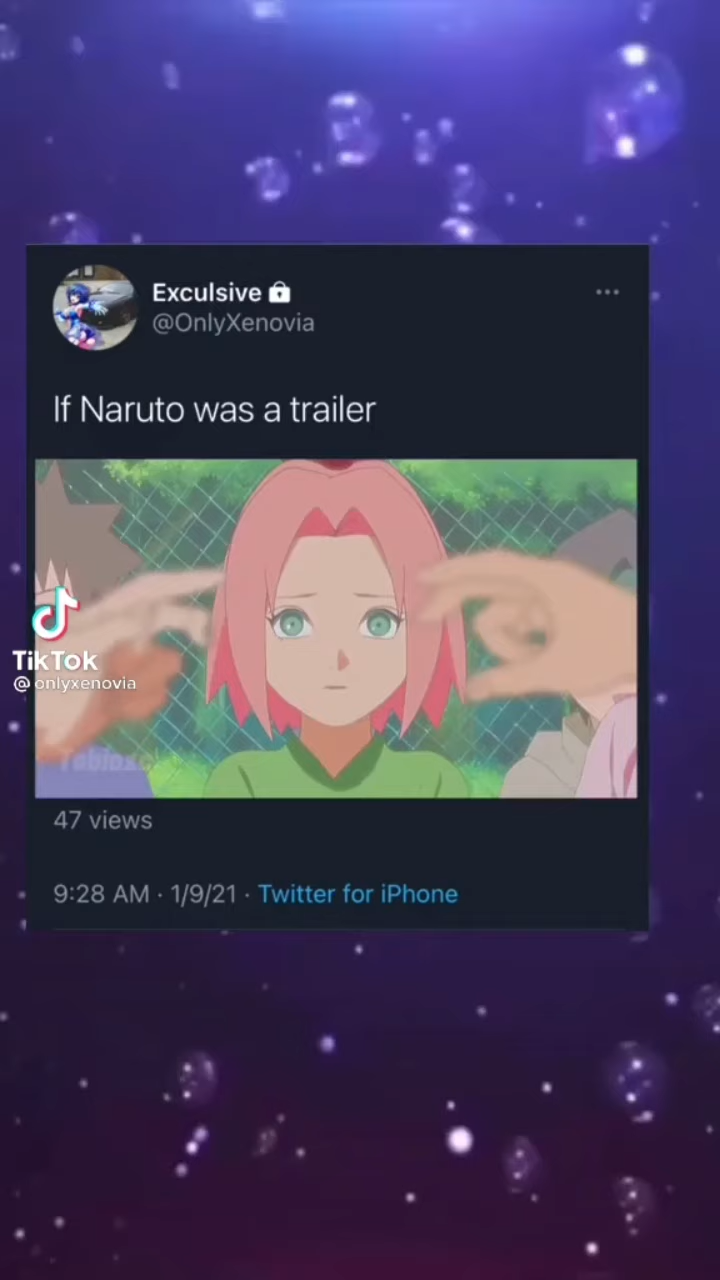 Exculsive
@OnlyXenovia
If Naruto was a trailer
TikTok
@onlyxenovia
47 views
9:28 AM · 1/9/21 · Twitter for iPhone